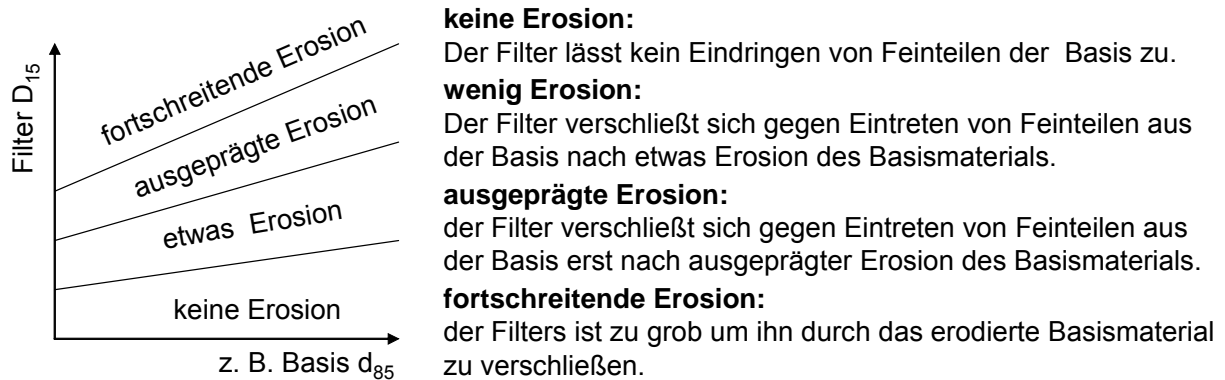 Filter D15
fortschreitende Erosion
ausgeprägte Erosion
etwas Erosion
keine Erosion
z. B. Basis d85
keine Erosion:
Der Filter lässt kein Eindringen von Feinteilen der Basis zu.
wenig Erosion:
Der Filter verschließt sich gegen Eintreten von Feinteilen aus
der Basis nach etwas Erosion des Basismaterials.
ausgeprägte Erosion:
der Filter verschließt sich gegen Eintreten von Feinteilen aus
der Basis erst nach ausgeprägter Erosion des Basismaterials.
fortschreitende Erosion:
der Filters ist zu grob um ihn durch das erodierte Basismaterial
zu verschließen.